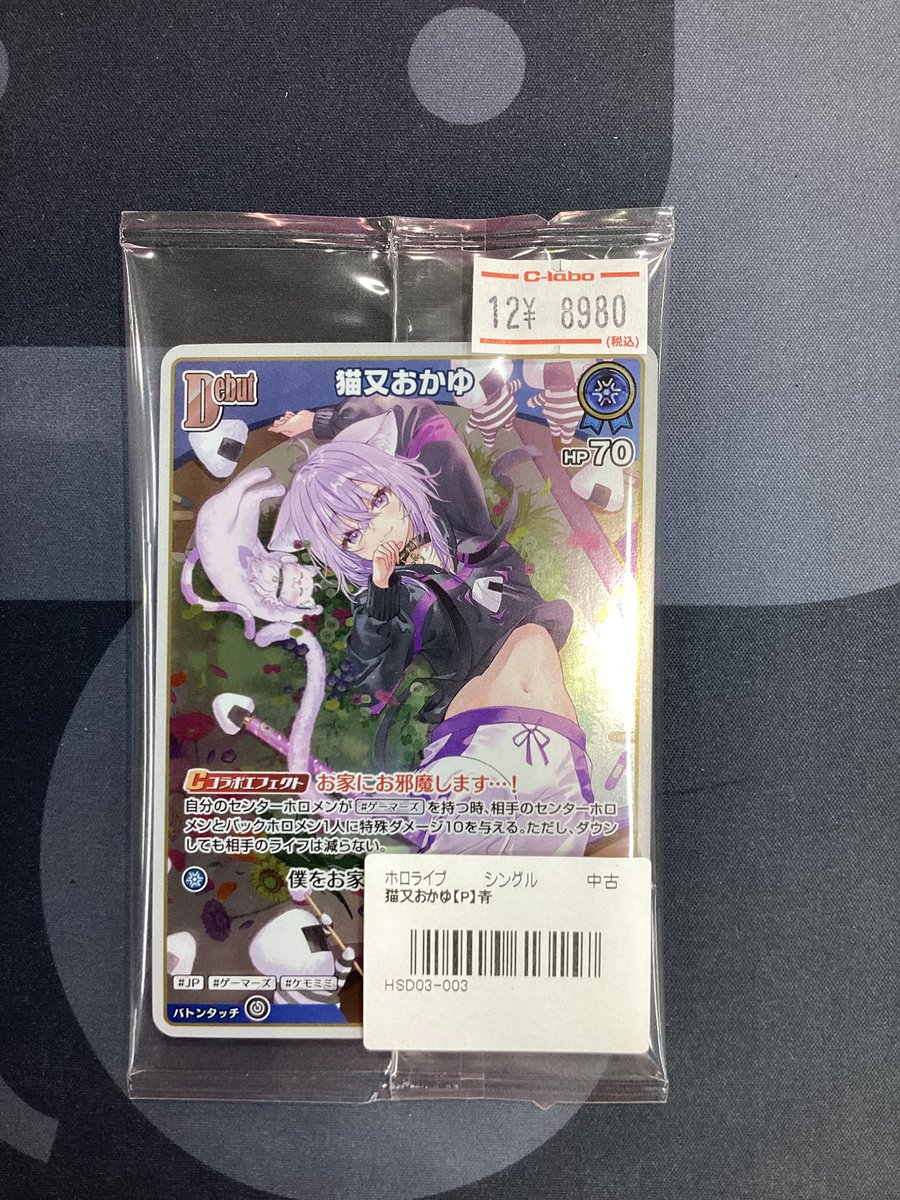 C-labo
12¥ 8980
(税込)
Debut
猫又おかゆ
HP70
Cコラボエフェクト お家にお邪魔します…!
自分のセンターホロメンが #ゲーマーズ を持つ時、相手のセンターホロ
メンとバックホロメン1人に特殊ダメージ10を与える。ただし、ダウン
しても相手のライフは減らない。
僕をお家
#JP #ゲーマーズ #ケモミミ
バトンタッチ
ホロライブ シングル 中古
猫又おかゆ【P】青
HSD03-003